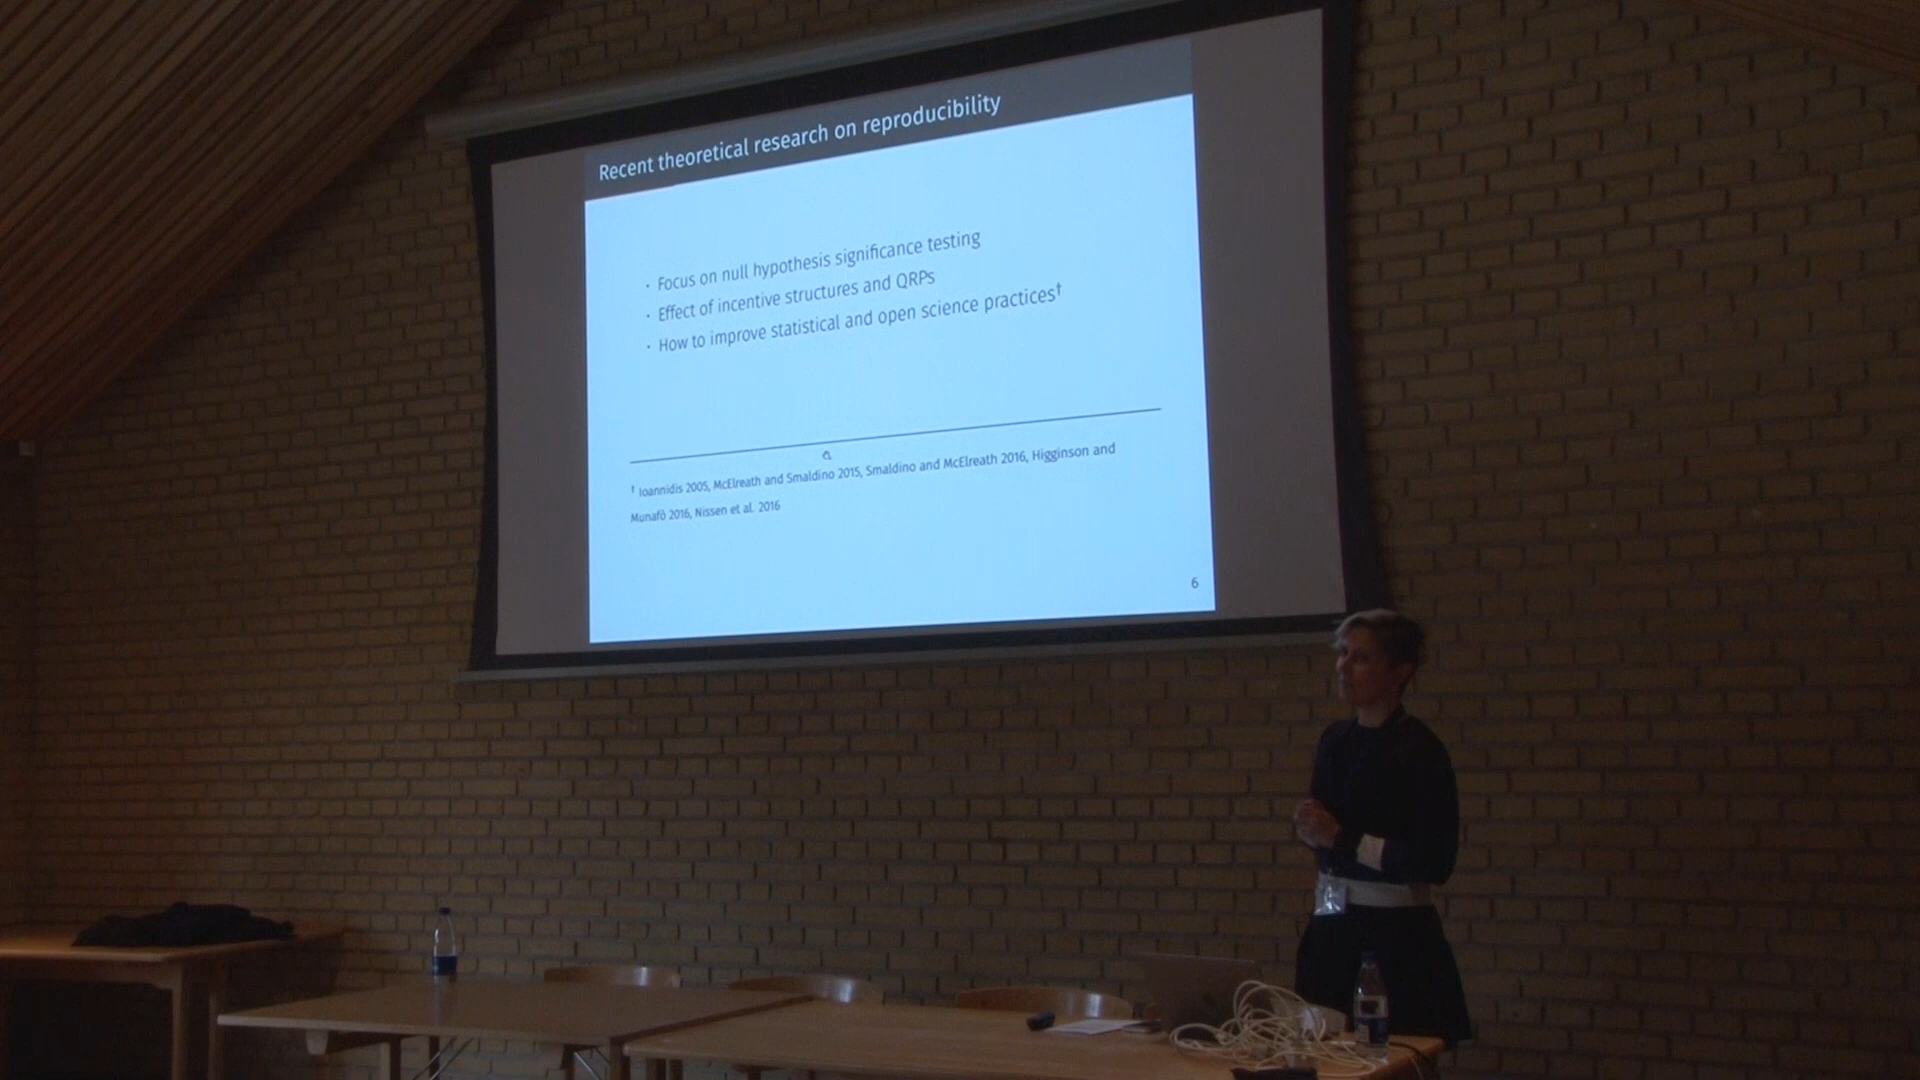 Recent theoretical research on reproducibility
· Focus on null hypothesis significance testing
· Effect of incentive structures and QRPs
· How to improve statistical and open science practices†
† Ioannidis 2005, McElreath and Smaldino 2015, Smaldino and McElreath 2016, Higginson and
Munafò 2016, Nissen et al. 2016
6